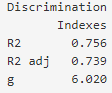 Discrimination
Indexes
R2 0.756
R2 adj 0.739
g 6.020